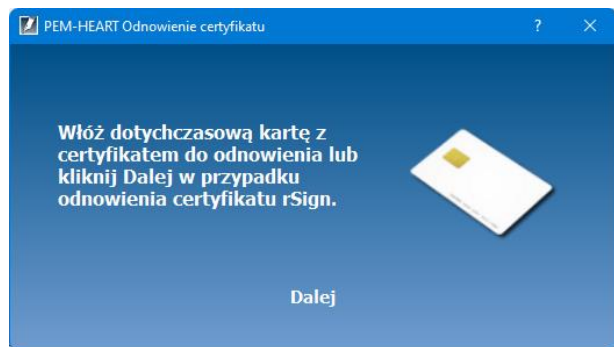 PEM-HEART Odnowienie certyfikatu
?
Włóż dotychczasową kartę z
certyfikatem do odnowienia lub
kliknij Dalej w przypadku
odnowienia certyfikatu rSign.
Dalej